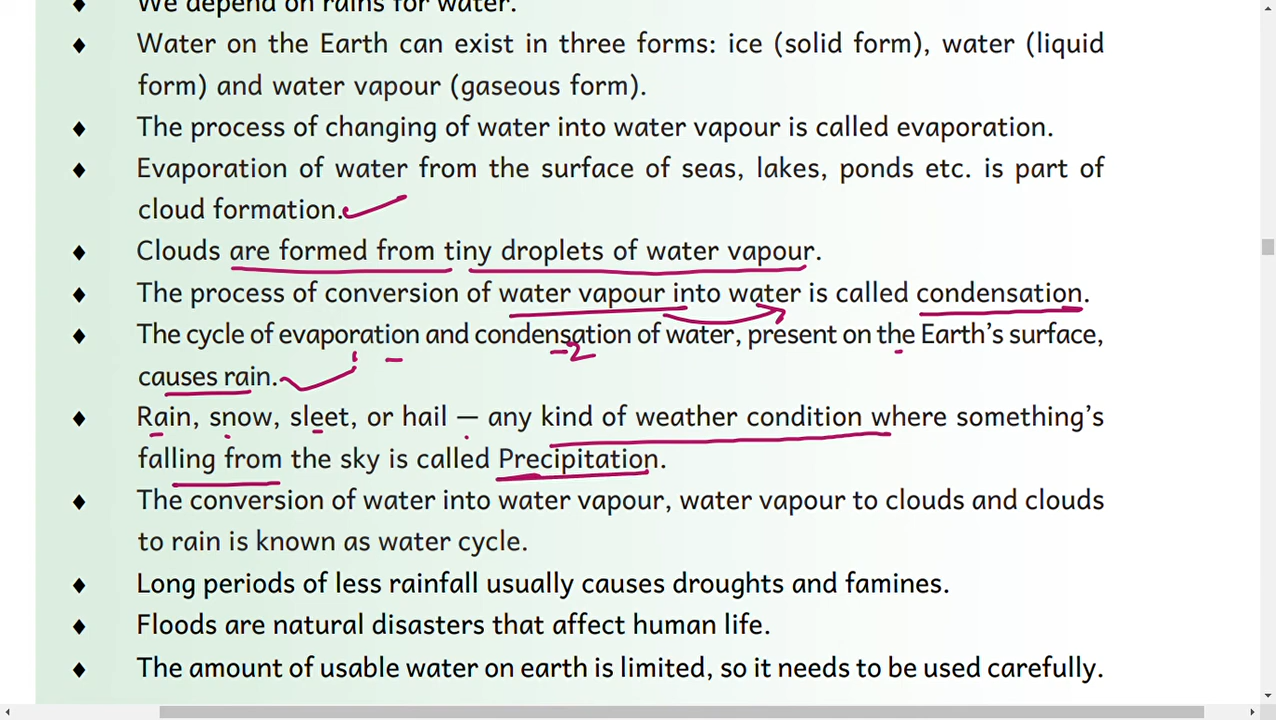 ♦ We depend on rains for water.
♦ Water on the Earth can exist in three forms: ice (solid form), water (liquid
form) and water vapour (gaseous form).
♦ The process of changing of water into water vapour is called evaporation.
♦ Evaporation of water from the surface of seas, lakes, ponds etc. is part of
cloud formation.
♦ Clouds are formed from tiny droplets of water vapour.
♦ The process of conversion of water vapour into water is called condensation.
♦ The cycle of evaporation and condensation of water, present on the Earth's surface,
causes rain.
♦ Rain, snow, sleet, or hail — any kind of weather condition where something's
falling from the sky is called Precipitation.
♦ The conversion of water into water vapour, water vapour to clouds and clouds
to rain is known as water cycle.
♦ Long periods of less rainfall usually causes droughts and famines.
♦ Floods are natural disasters that affect human life.
♦ The amount of usable water on earth is limited, so it needs to be used carefully.